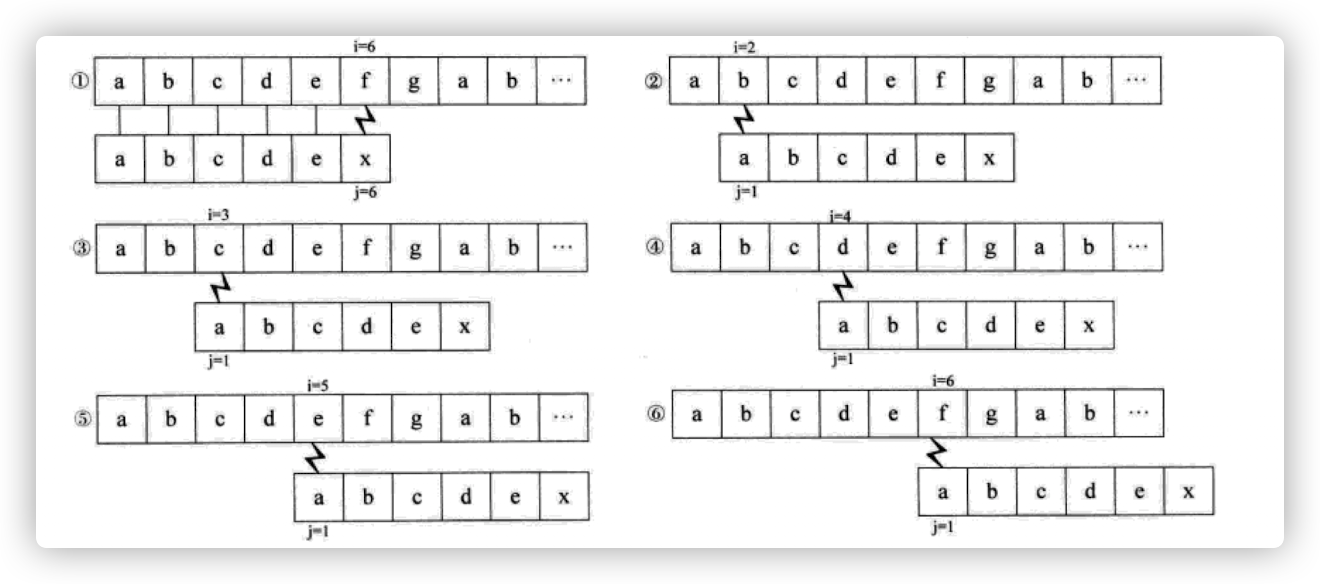 i=6
① a b c d e f g a b ···
a b c d e x
j=6
i=2
② a b c d e f g a b ···
a b c d e x
j=1
i=3
③ a b c d e f g a b ···
a b c d e x
j=1
i=4
④ a b c d e f g a b ···
a b c d e x
j=1
i=5
⑤ a b c d e f g a b ···
a b c d e x
j=1
i=6
⑥ a b c d e f g a b ···
a b c d e x
j=1